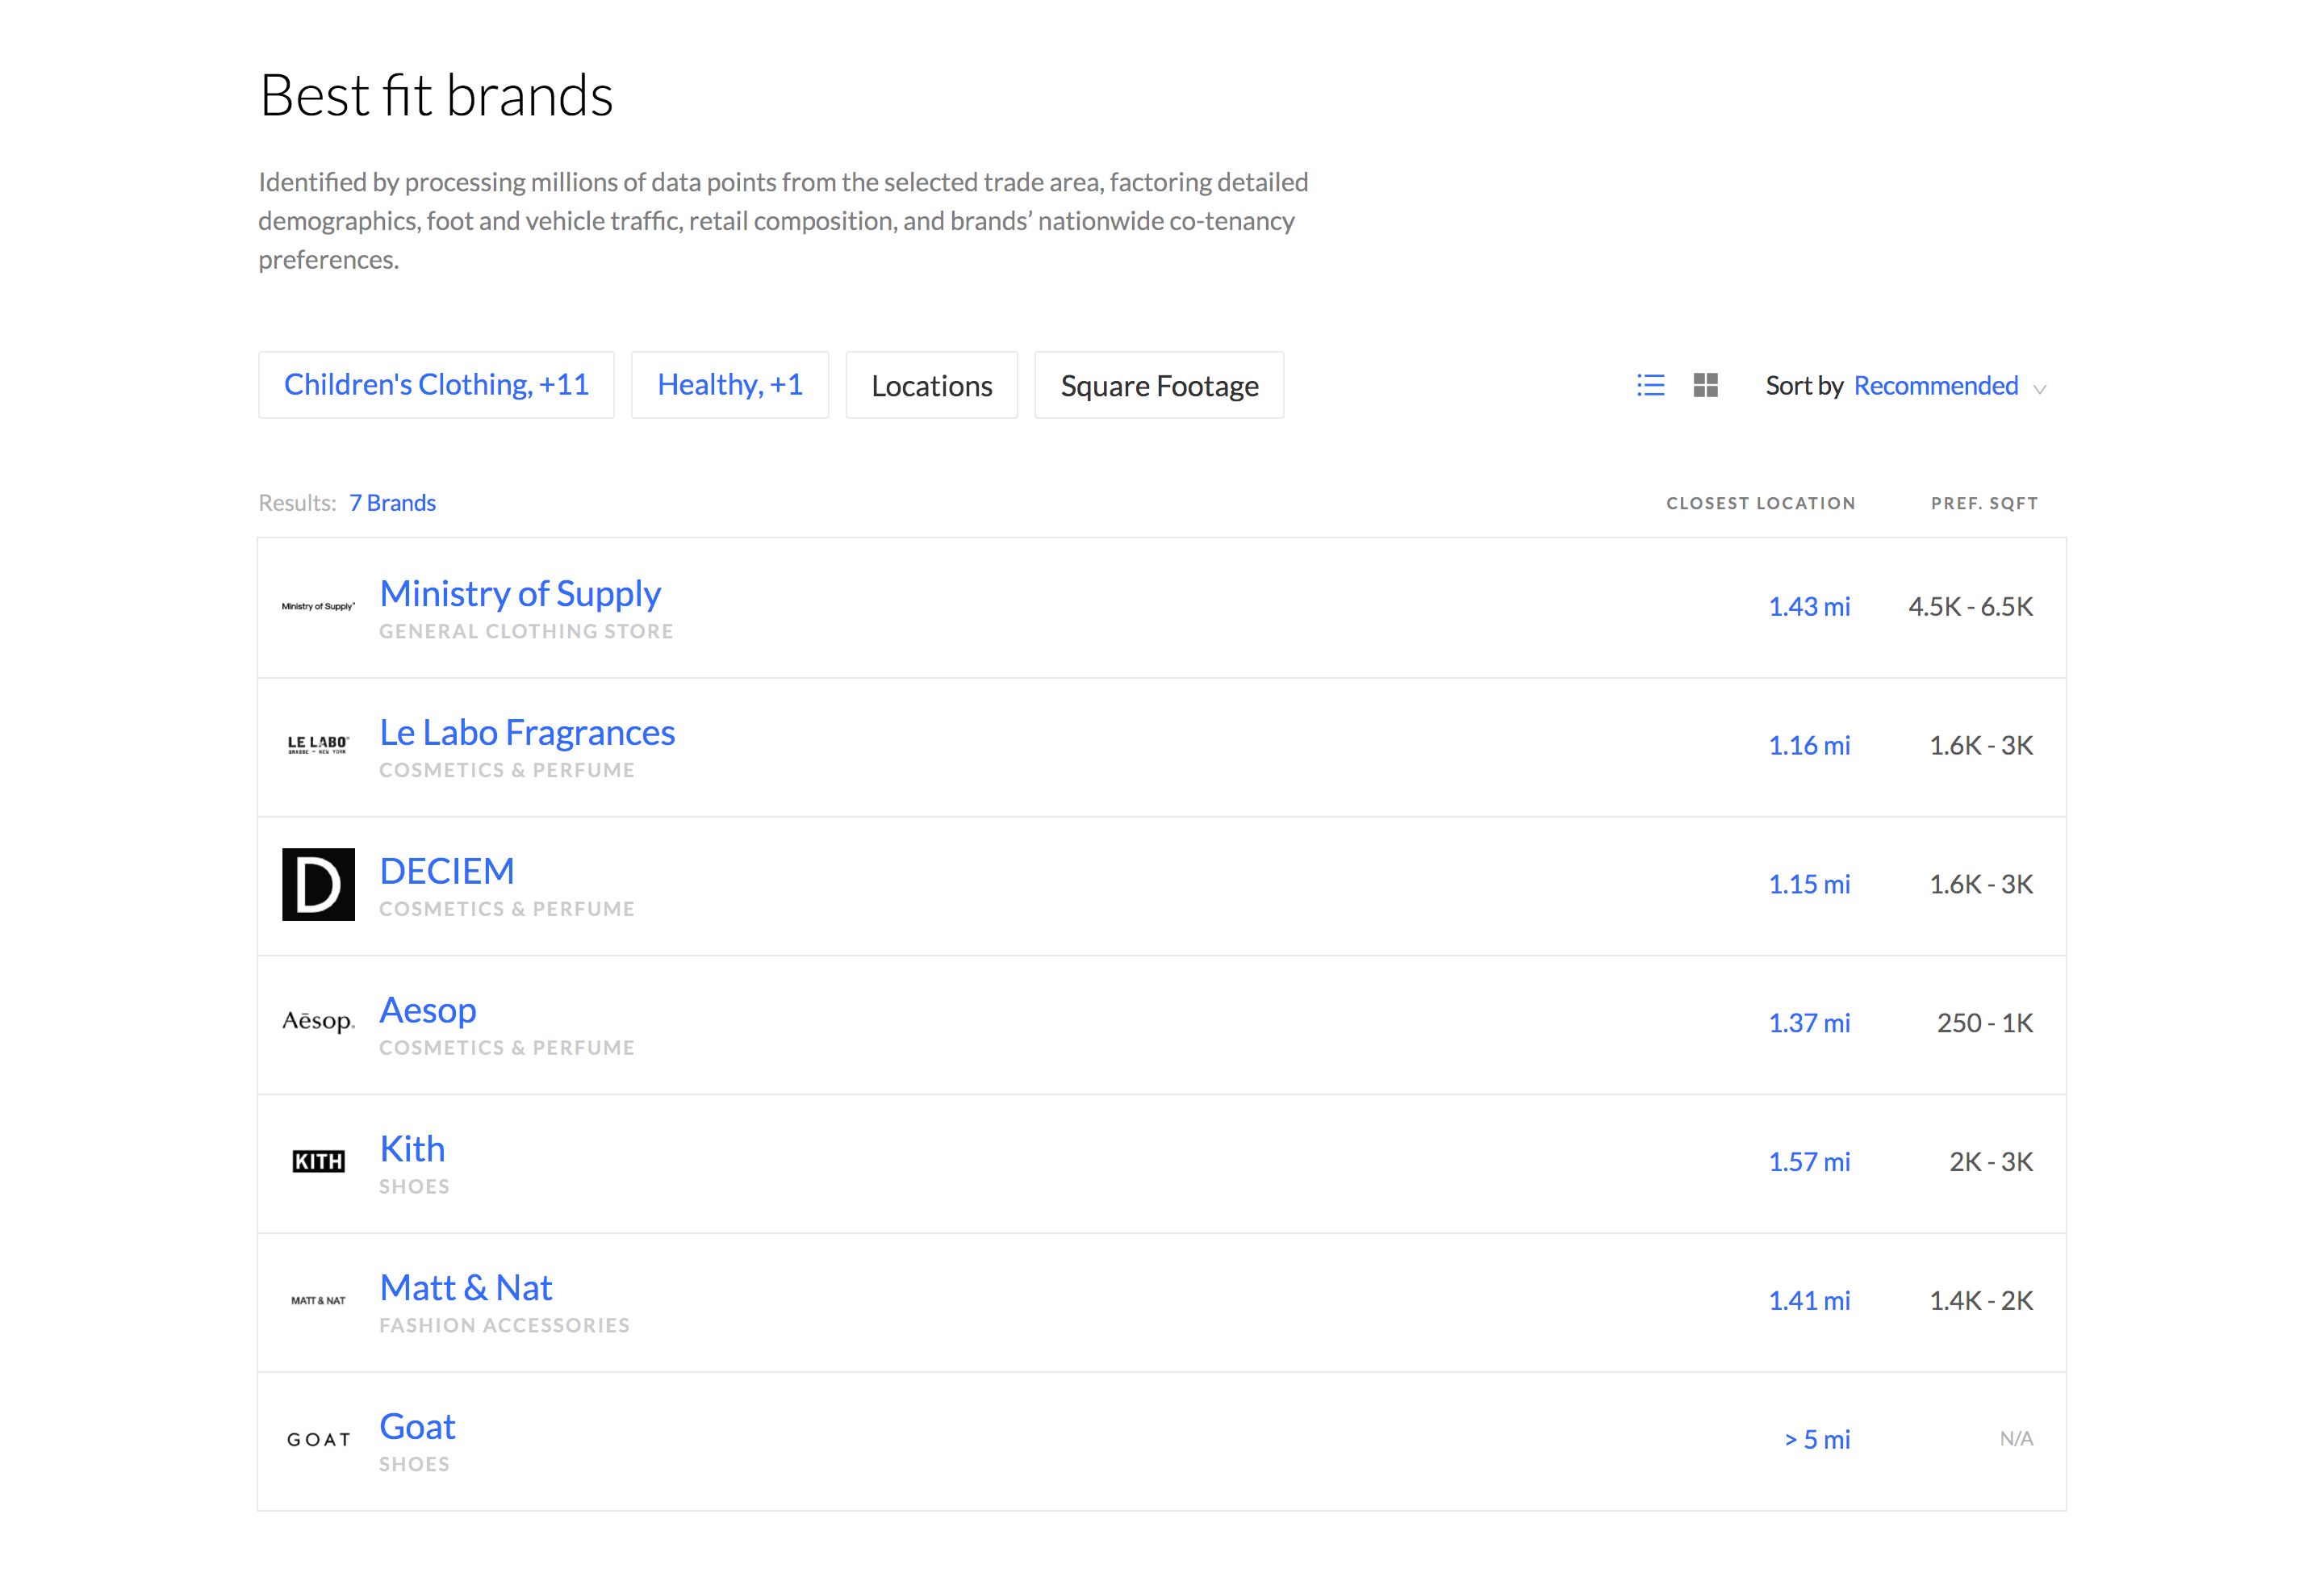 Best fit brands
Identified by processing millions of data points from the selected trade area, factoring detailed
demographics, foot and vehicle traffic, retail composition, and brands’ nationwide co-tenancy
preferences.
Children's Clothing, +11
Healthy, +1
Locations
Square Footage
Sort by Recommended
Results: 7 Brands
CLOSEST LOCATION
PREF. SQFT
Ministry of Supply
Ministry of Supply
GENERAL CLOTHING STORE
1.43 mi
4.5K - 6.5K
LE LABO
GRASSE - NEW YORK
Le Labo Fragrances
COSMETICS & PERFUME
1.16 mi
1.6K - 3K
D
DECIEM
COSMETICS & PERFUME
1.15 mi
1.6K - 3K
Aēsop.
Aesop
COSMETICS & PERFUME
1.37 mi
250 - 1K
KITH
Kith
SHOES
1.57 mi
2K - 3K
MATT & NAT
Matt & Nat
FASHION ACCESSORIES
1.41 mi
1.4K - 2K
GOAT
Goat
SHOES
> 5 mi
N/A